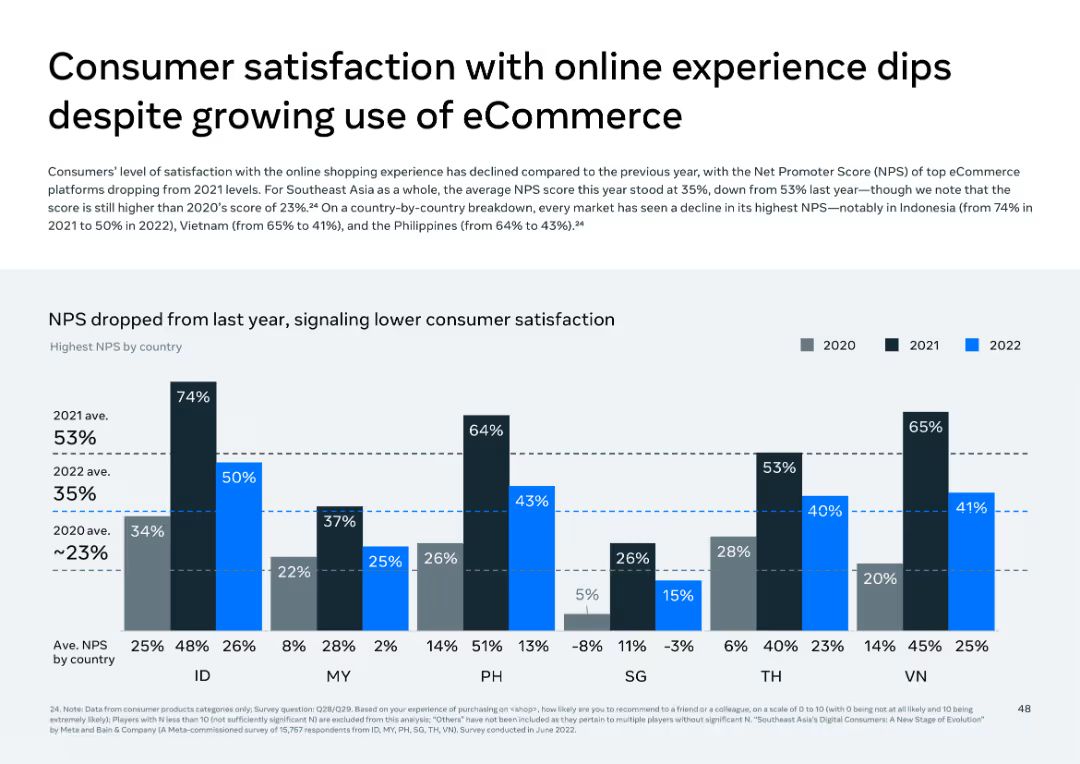 Consumer satisfaction with online experience dips
despite growing use of eCommerce
Consumers’ level of satisfaction with the online shopping experience has declined compared to the previous year, with the Net Promoter Score (NPS) of top eCommerce
platforms dropping from 2021 levels. For Southeast Asia as a whole, the average NPS score this year stood at 35%, down from 53% last year—though we note that the
score is still higher than 2020’s score of 23%.²⁴ On a country-by-country breakdown, every market has seen a decline in its highest NPS—notably in Indonesia (from 74% in
2021 to 50% in 2022), Vietnam (from 65% to 41%), and the Philippines (from 64% to 43%).²⁴
NPS dropped from last year, signaling lower consumer satisfaction
Highest NPS by country
2020 2021 2022
2021 ave.
53%
2022 ave.
35%
2020 ave.
~23%
34% 74% 50%
22% 37% 25%
26% 64% 43%
5% 26% 15%
28% 53% 40%
20% 65% 41%
Ave. NPS
by country
25% 48% 26% 8% 28% 2% 14% 51% 13% -8% 11% -3% 6% 40% 23% 14% 45% 25%
ID MY PH SG TH VN
24. Note: Data from consumer products categories only; Survey question: Q28/Q29. Based on your experience of purchasing on <shop>, how likely are you to recommend to a friend or a colleague, on a scale of 0 to 10 (with 0 being not at all likely and 10 being
extremely likely); Players with N less than 10 (not sufficiently significant N) are excluded from this analysis; “Others” have not been included as they pertain to multiple players without significant N. “Southeast Asia’s Digital Consumers: A New Stage of Evolution”
by Meta and Bain & Company (A Meta-commissioned survey of 15,767 respondents from ID, MY, PH, SG, TH, VN). Survey conducted in June 2022.
48